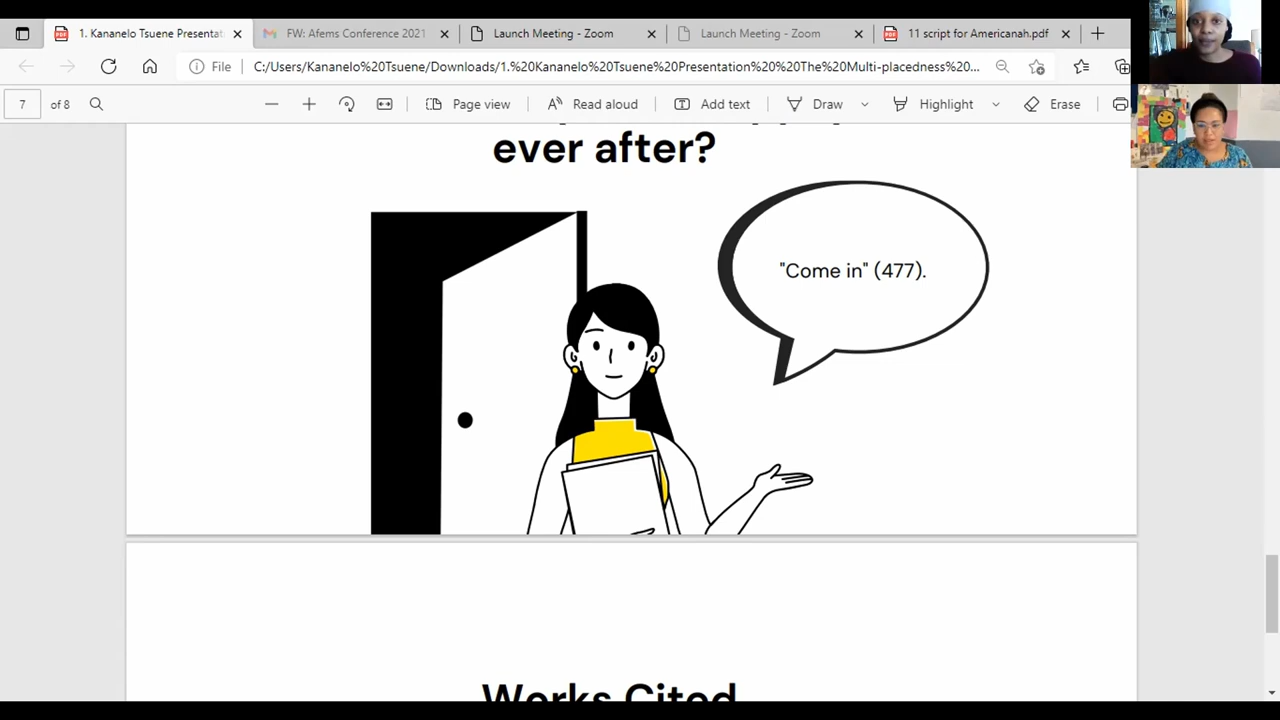 1. Kananelo Tsuene Presentat
FW: Afems Conference 2021
Launch Meeting - Zoom
Launch Meeting - Zoom
11 script for Americanah.pdf
File
C:/Users/Kananelo%20Tsuene/Downloads/1.%20Kananelo%20Tsuene%20Presentation%20%20The%20Multi-placedness%20...
7 of 8
Page view
Read aloud
Add text
Draw
Highlight
Erase
ever after?
"Come in" (477).
Works Cited